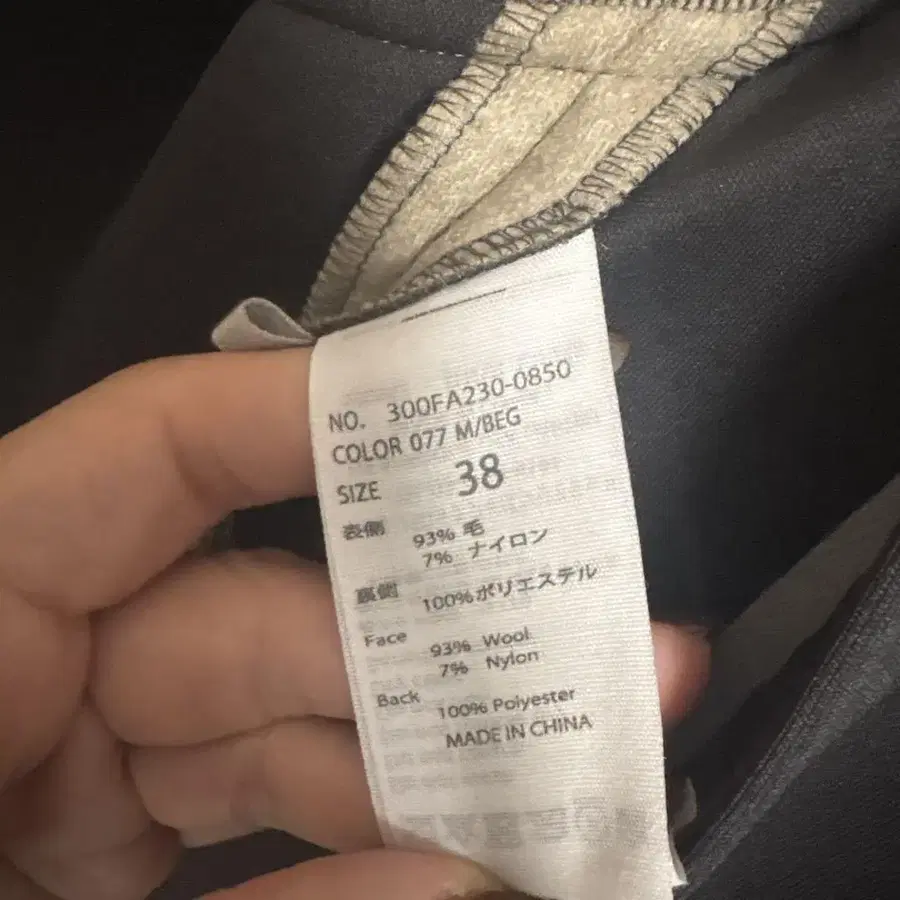 NO. 300FA230-0850
COLOR 077 M/BEG
SIZE 38
表側 93% 毛
7% ナイロン
裏側 100%ポリエステル
Face 93% Wool
7% Nylon
Back 100% Polyester
MADE IN CHINA